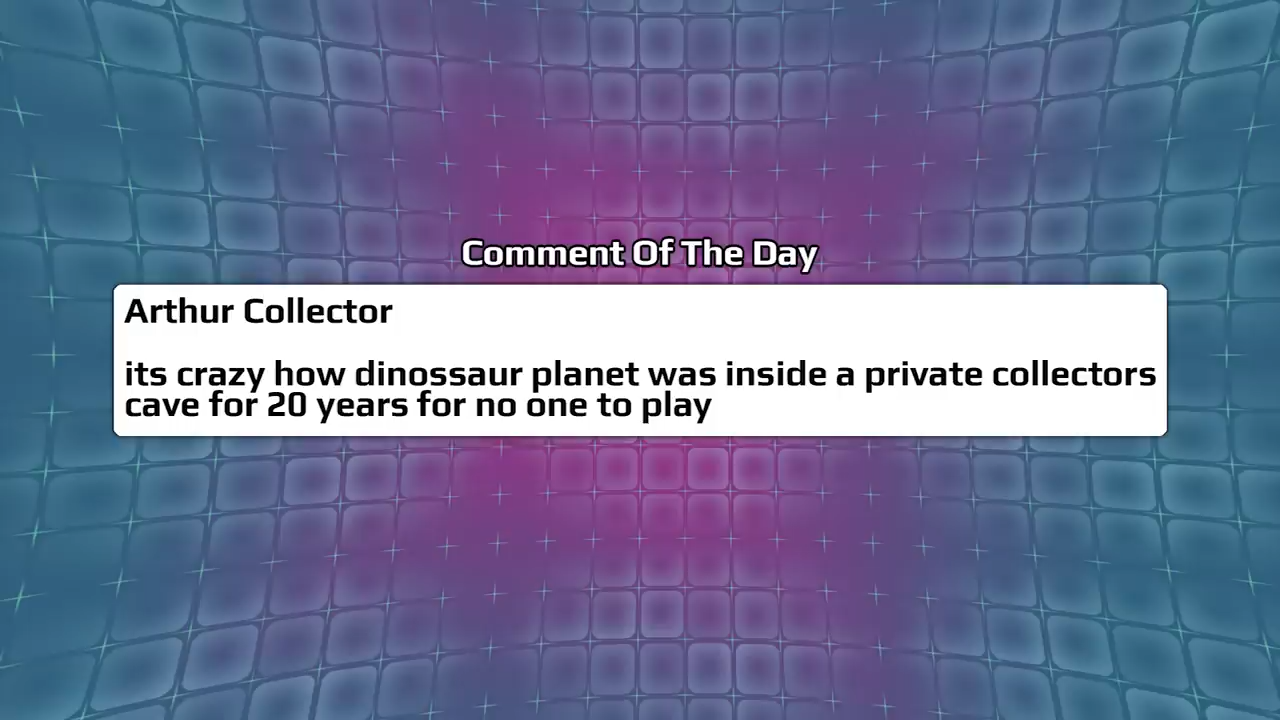 Comment Of The Day
Arthur Collector
its crazy how dinossaur planet was inside a private collectors
cave for 20 years for no one to play